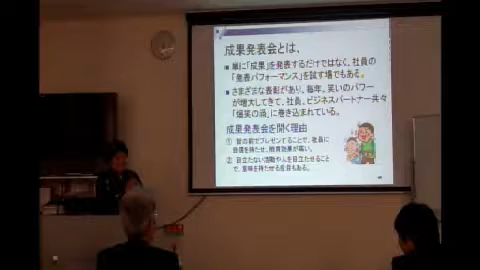 成果発表会とは、
■ 単に「成果」を発表するだけではなく、社員の
「発表パフォーマンス」を試す場でもある。
■ さまざまな表彰があり、毎年、笑いのパワー
が増大してきて、社員、ビジネスパートナー共々
「爆笑の渦」に巻き込まれている。
成果発表会を開く理由
① 皆の前でプレゼンすることで、社員に
自信を持たせ、教育効果が高い。
② 目立たない活動や人を目立たせること
で、意味を持たせる